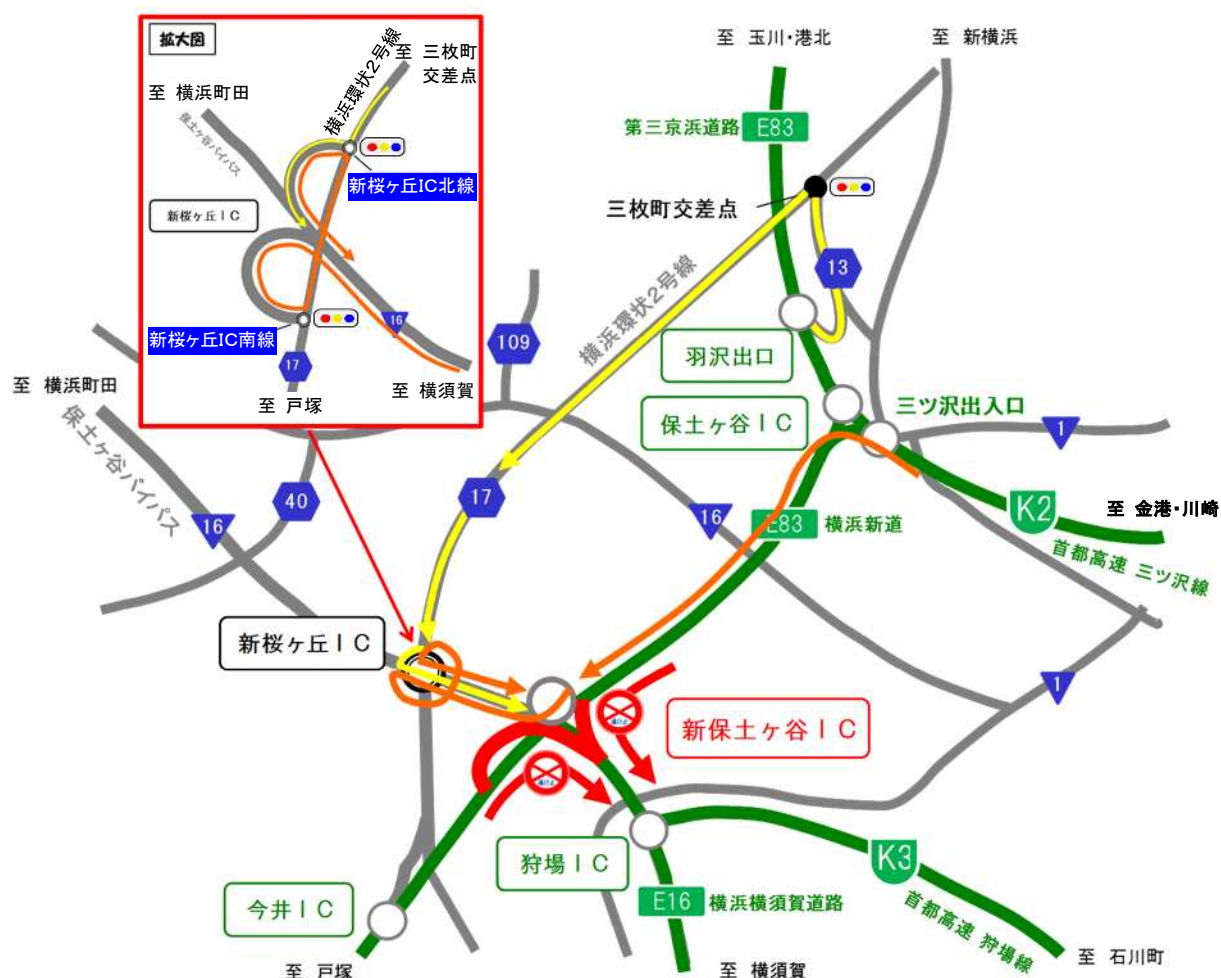 拡大図
至 三枚町
交差点
横浜環状2号線
至 横浜町田
保土ヶ谷バイパス
新桜ヶ丘IC北線
新桜ヶ丘IC
16
新桜ヶ丘IC南線
17
至 戸塚
至 横須賀
至 玉川・港北
至 新横浜
第三京浜道路
E83
三枚町交差点
13
横浜環状2号線
109
羽沢出口
至 横浜町田
保土ヶ谷IC
三ツ沢出入口
1
保土ヶ谷バイパス
17
40
16
16
E83
横浜新道
K2
至 金港・川崎
首都高速 三ツ沢線
新桜ヶ丘IC
1
新保土ヶ谷IC
狩場IC
K3
今井IC
E16
横浜横須賀道路
首都高速 狩場線
至 石川町
至 戸塚
至 横須賀